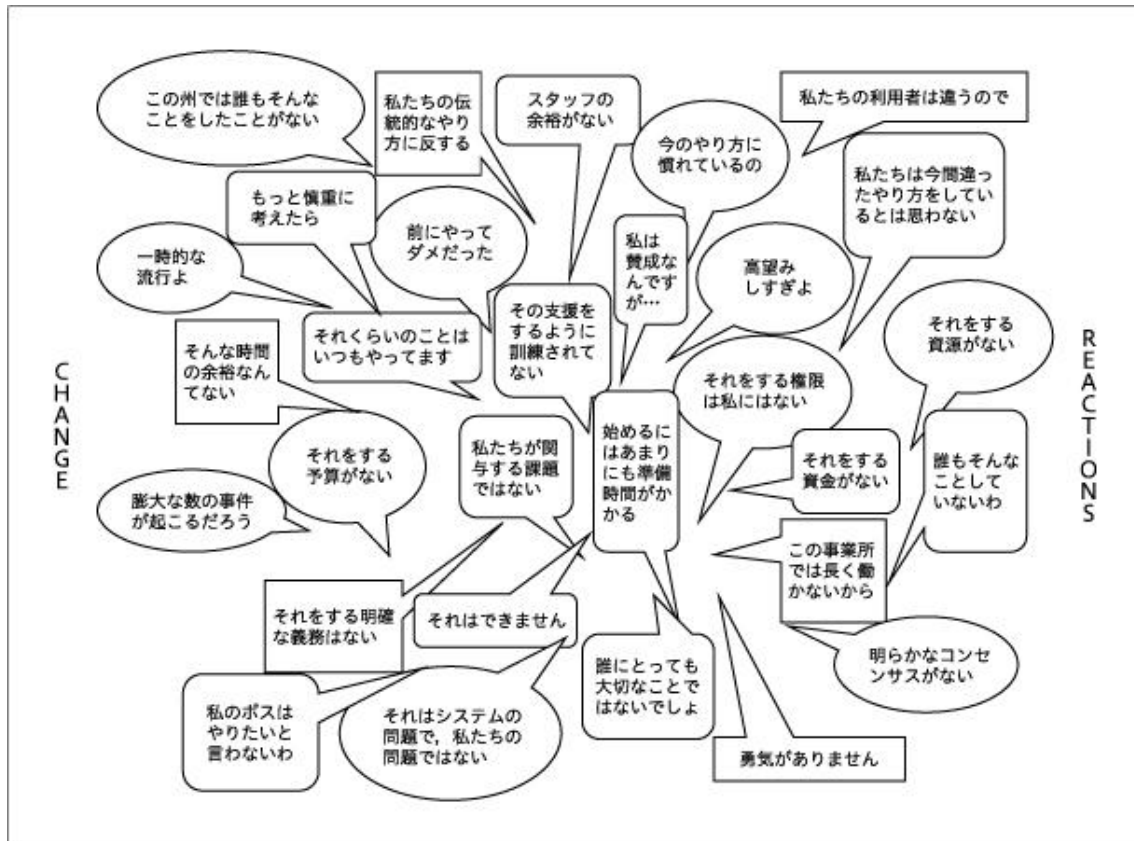 この州では誰もそんな
ことをしたことがない
私たちの伝
統的なやり
方に反する
スタッフの
余裕がない
今のやり方に
慣れているの
私たちの利用者は違うので
もっと慎重に
考えたら
前にやって
ダメだった
私は
賛成なん
ですが…
私たちは今間違っ
たやり方をしてい
るとは思わない
一時的な
流行よ
それくらいのことは
いつもやってます
その支援を
するように
訓練されて
ない
高望み
しすぎよ
それをする
資源がない
そんな時間
の余裕なん
てない
それをする権限
は私にはない
CHANGE
REACTIONS
それをする
予算がない
私たちが関
与する課題
ではない
始めるに
はあまり
にも準備
時間がか
かる
それをする
資金がない
誰もそんな
ことして
いないわ
膨大な数の事件
が起こるだろう
この事業所
では長く働
かないから
それをする明確
な義務はない
それはできません
誰にとっても
大切なことで
はないでしょ
明らかなコンセ
ンサスがない
私のボスは
やりたいと
言わないわ
それはシステムの
問題で，私たちの
問題ではない
勇気がありません